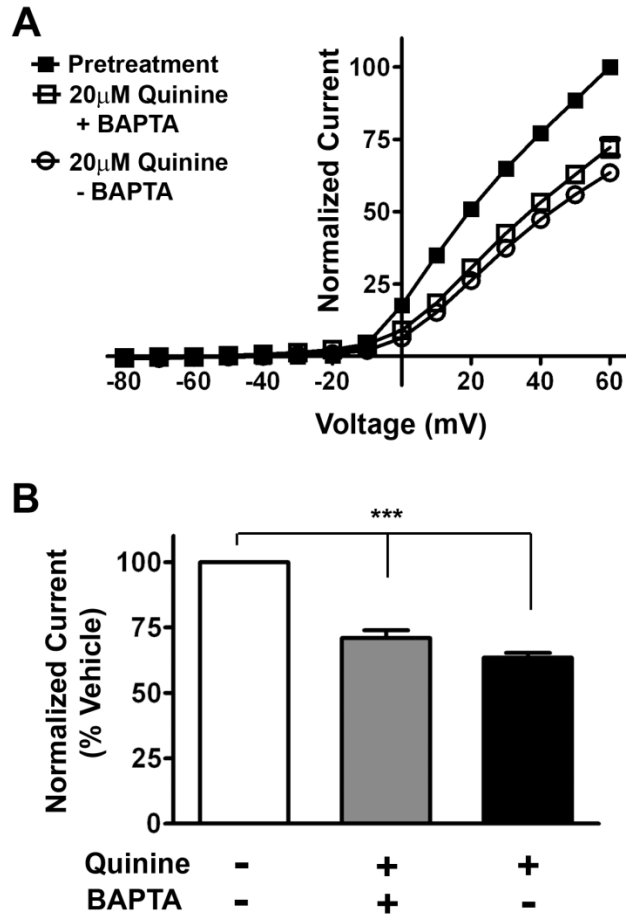 A
Pretreatment
20μM Quinine
+ BAPTA
20μM Quinine
- BAPTA
Normalized Current
100
75
50
25
-80 -60 -40 -20 20 40 60
Voltage (mV)
B
***
Normalized Current
(% Vehicle)
100
75
50
25
0
Quinine - + +
BAPTA - + -